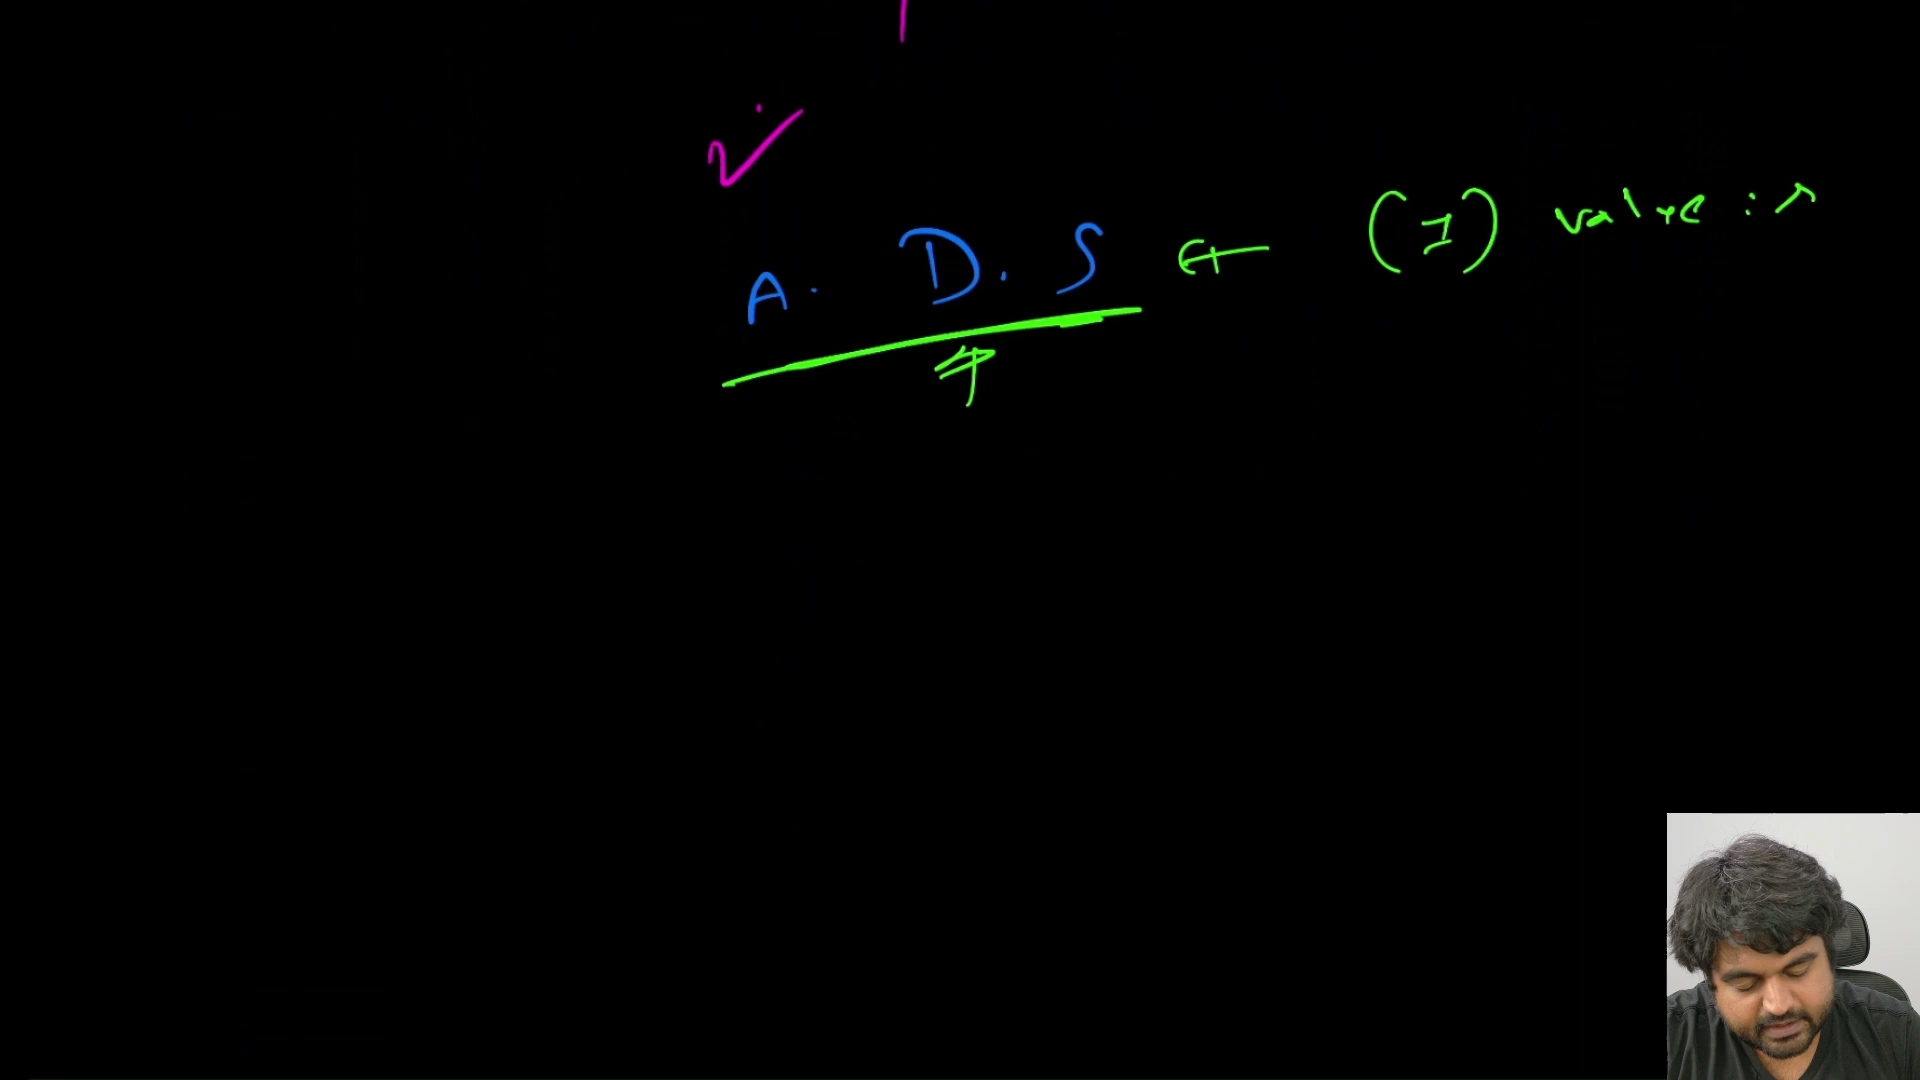 A. D. S ← (I) value :→